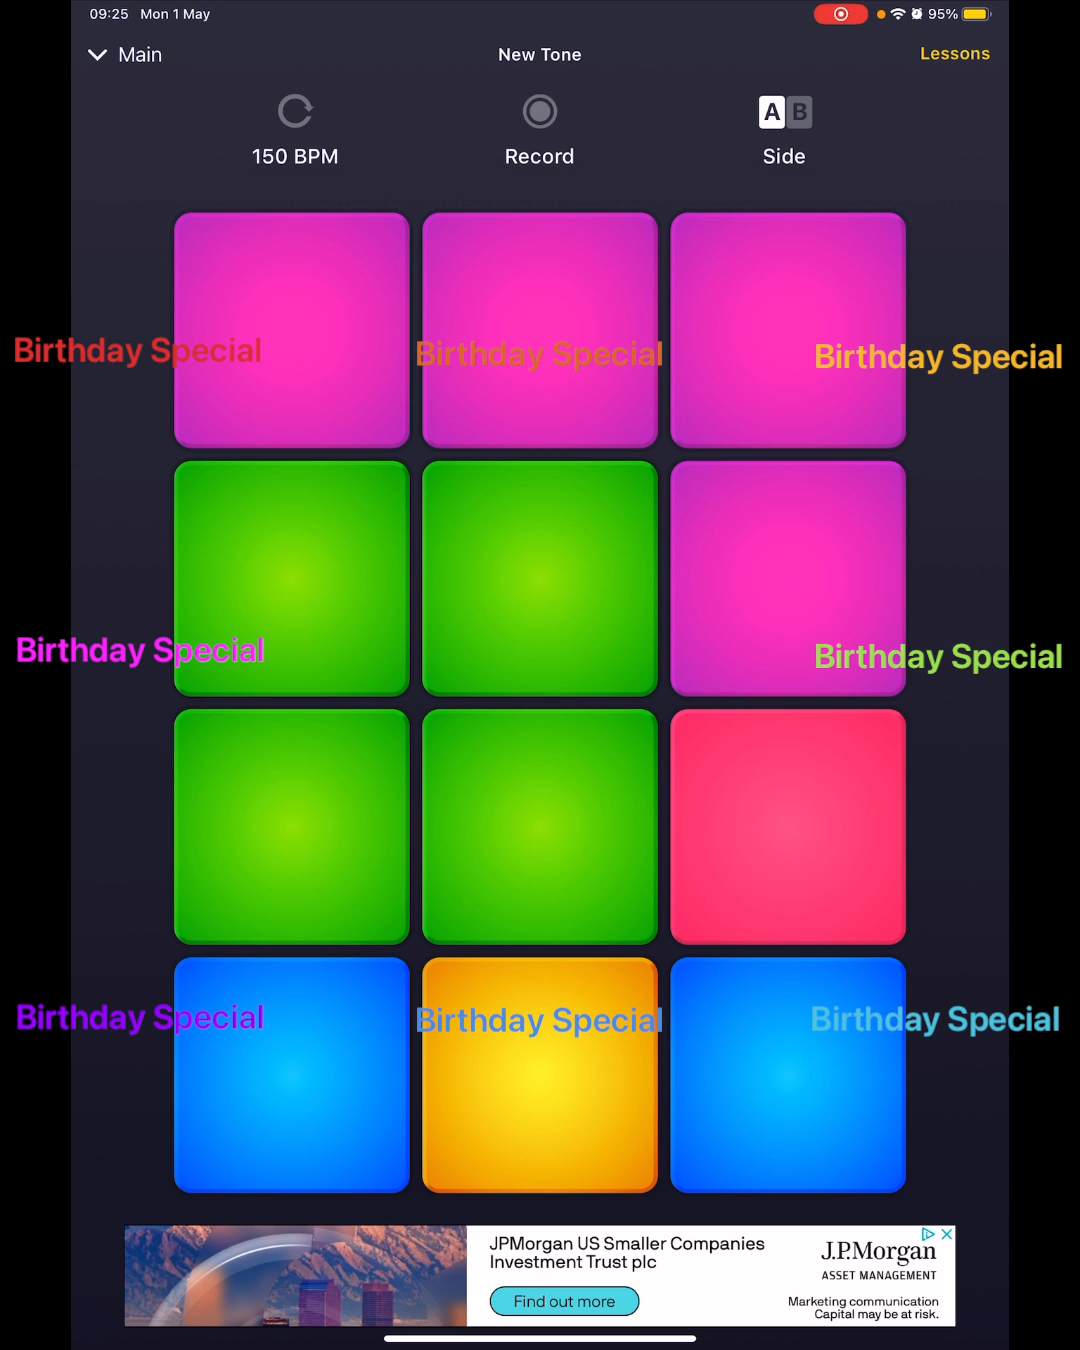 09:25 Mon 1 May
95%
Main
New Tone
Lessons
150 BPM
Record
A B
Side
Birthday Special
Birthday Special
Birthday Special
Birthday Special
Birthday Special
Birthday Special
Birthday Special
Birthday Special
JPMorgan US Smaller Companies
Investment Trust plc
Find out more
J.P.Morgan
ASSET MANAGEMENT
Marketing communication
Capital may be at risk.